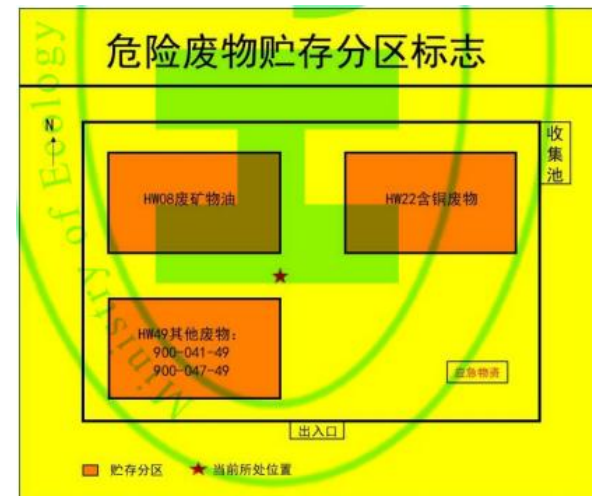 危险废物贮存分区标志
N
收
集
池
HW08废矿物油
HW22含铜废物
HW49其他废物:
900-041-49
900-047-49
应急物资
出入口
贮存分区
当前所处位置
Ministry of Ecology